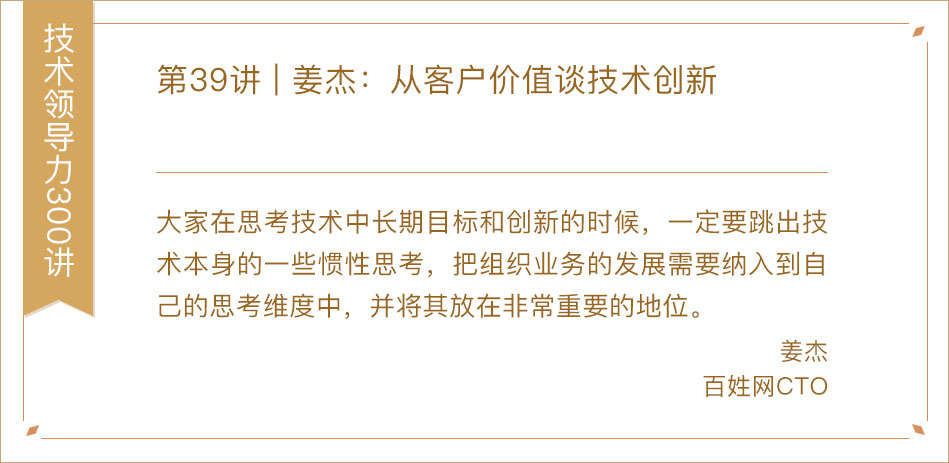 技术领导力300讲
第39讲 | 姜杰：从客户价值谈技术创新
大家在思考技术中长期目标和创新的时候，一定要跳出技
术本身的一些惯性思考，把组织业务的发展需要纳入到自
己的思考维度中，并将其放在非常重要的地位。
姜杰
百姓网CTO